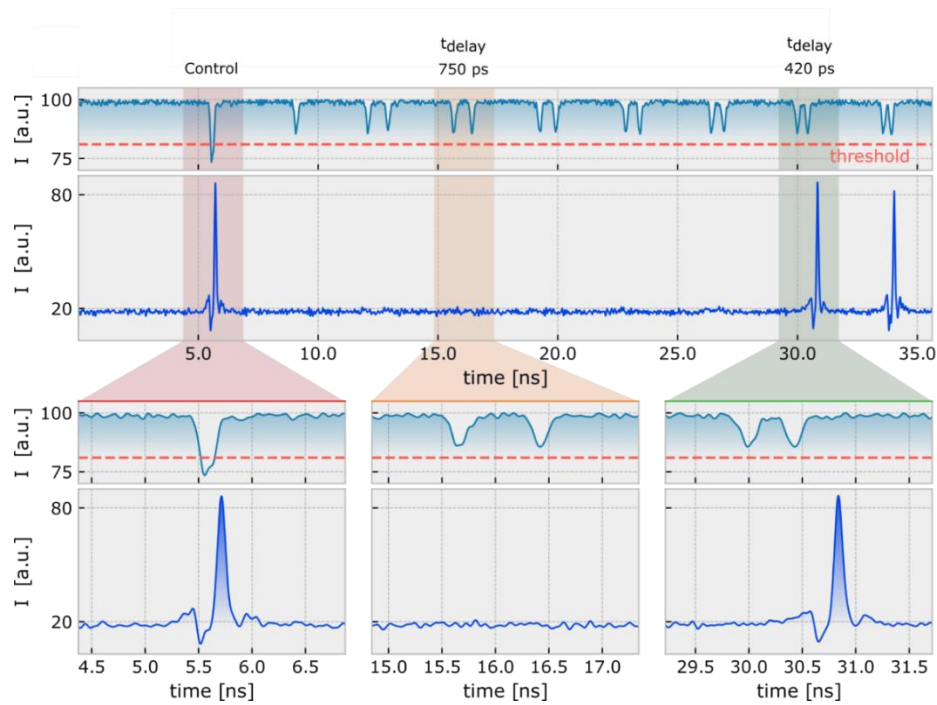 Control
tdelay
750 ps
tdelay
420 ps
I [a.u.]
100
75
threshold
I [a.u.]
80
20
5.0 10.0 15.0 20.0 25.0 30.0 35.0
time [ns]
I [a.u.]
100
75
I [a.u.]
80
20
4.5 5.0 5.5 6.0 6.5
15.0 15.5 16.0 16.5 17.0
29.5 30.0 30.5 31.0 31.5
time [ns]
time [ns]
time [ns]